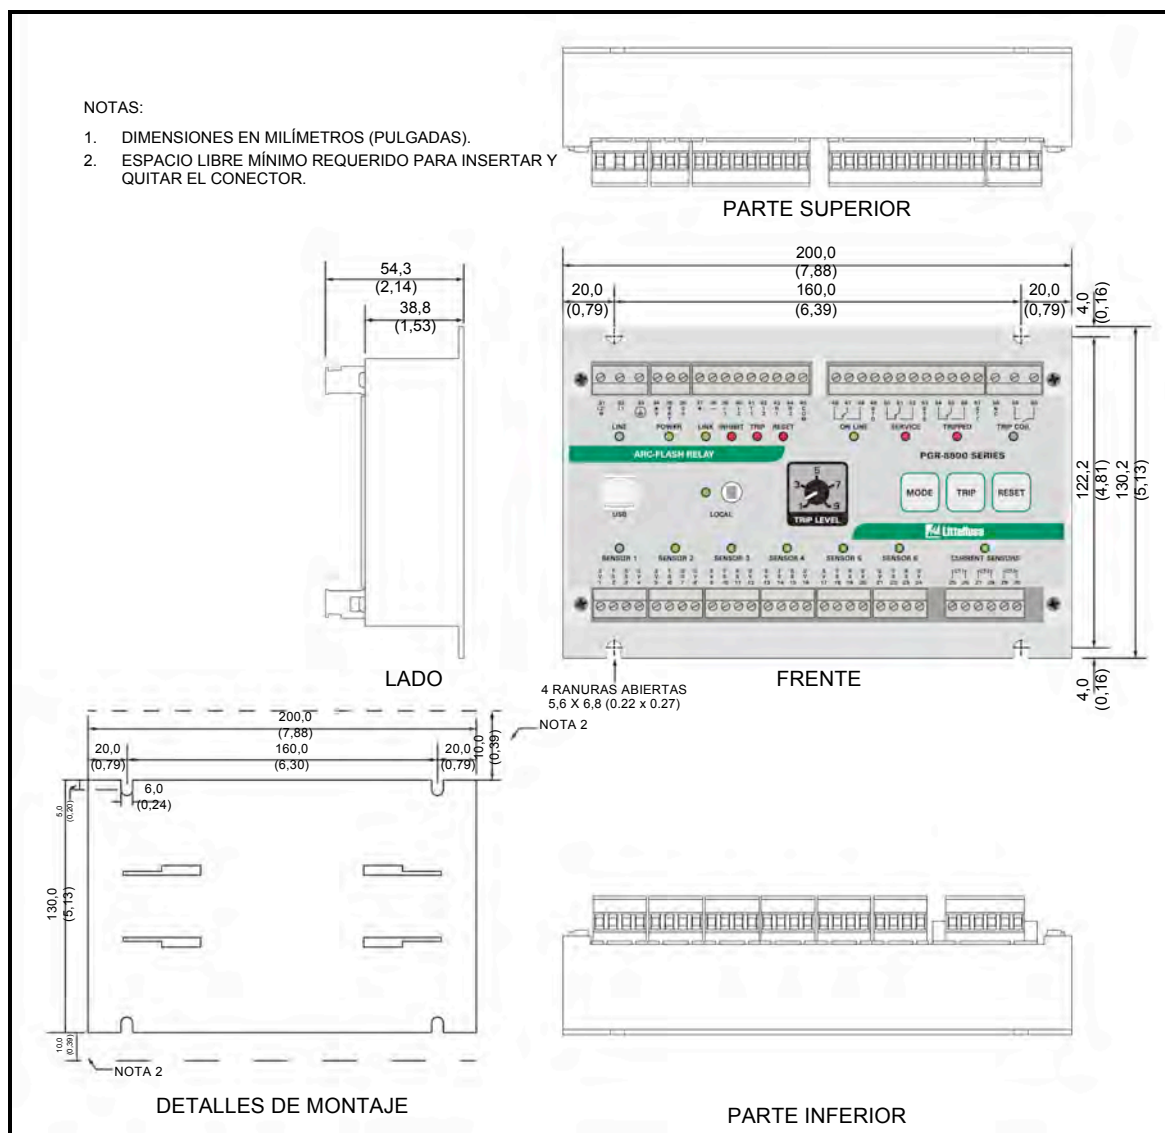 NOTAS:
1. DIMENSIONES EN MILÍMETROS (PULGADAS).
2. ESPACIO LIBRE MÍNIMO REQUERIDO PARA INSERTAR Y
QUITAR EL CONECTOR.
PARTE SUPERIOR
54,3
(2,14)
38,8
(1,53)
LADO
200,0
(7,88)
20,0
(0,79)
160,0
(6,39)
20,0
(0,79)
4,0
(0,16)
LINE
POWER
LINK
INHIBIT
TRIP
RESET
ON LINE
SERVICE
TRIPPED
TRIP COIL
ARC-FLASH RELAY
PGR-8800 SERIES
USB
LOCAL
1
3
5
7
9
TRIP LEVEL
MODE
TRIP
RESET
Littelfuse
SENSOR 1
SENSOR 2
SENSOR 3
SENSOR 4
SENSOR 5
SENSOR 6
CURRENT SENSORS
122,2
(4,81)
130,2
(5,13)
4,0
(0,16)
4 RANURAS ABIERTAS
5,6 X 6,8 (0.22 x 0.27)
FRENTE
200,0
(7,88)
20,0
(0,79)
160,0
(6,30)
20,0
(0,79)
10,0
(0,39)
NOTA 2
6,0
(0,24)
(0,20)
130,0
(5,13)
10,0
(0,39)
NOTA 2
DETALLES DE MONTAJE
PARTE INFERIOR